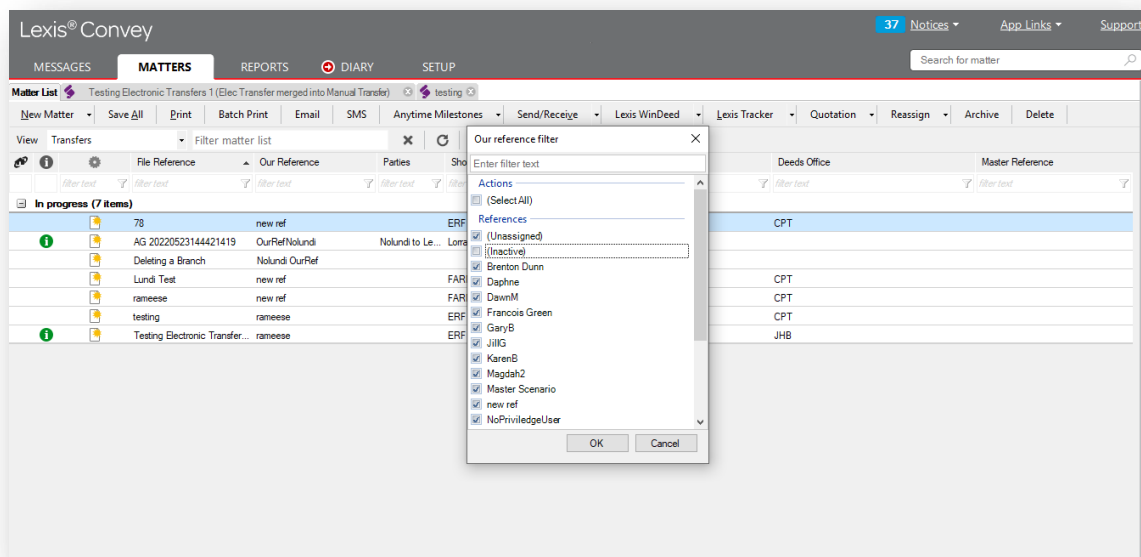 Lexis® Convey
37 Notices App Links Support
MESSAGES MATTERS REPORTS DIARY SETUP
Search for matter
Matter List Testing Electronic Transfers 1 (Elec Transfer merged into Manual Transfer) testing
New Matter Save All Print Batch Print Email SMS Anytime Milestones Send/Receive Lexis WinDeed Lexis Tracker Quotation Reassign Archive Delete
View Transfers Filter matter list
File Reference Our Reference Parties Sho Deeds Office Master Reference
filter text filter text filter text filter filter text filter text
In progress (7 items)
78 new ref ERF CPT
AG 20220523144421419 OurRefNolundi Nolundi to Le... Lorra
Deleting a Branch Nolundi OurRef
Lundi Test new ref FAR CPT
rameese new ref FAR CPT
testing rameese ERF CPT
Testing Electronic Transfer... rameese ERF JHB
Our reference filter
Enter filter text
Actions
(Select All)
References
(Unassigned)
(Inactive)
Brenton Dunn
Daphne
DawnM
Francois Green
GaryB
JillG
KarenB
Magdah2
Master Scenario
new ref
NoPriviledgeUser
OK Cancel